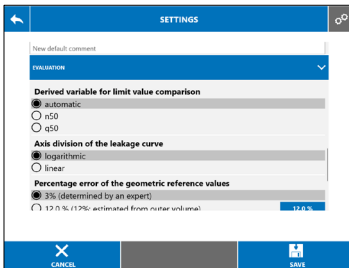 SETTINGS
New default comment
EVALUATION
Derived variable for limit value comparison
automatic
n50
q50
Axis division of the leakage curve
logarithmic
linear
Percentage error of the geometric reference values
3% (determined by an expert)
12.0 % (12%: estimated from outer volume)
12.0 %
CANCEL
SAVE